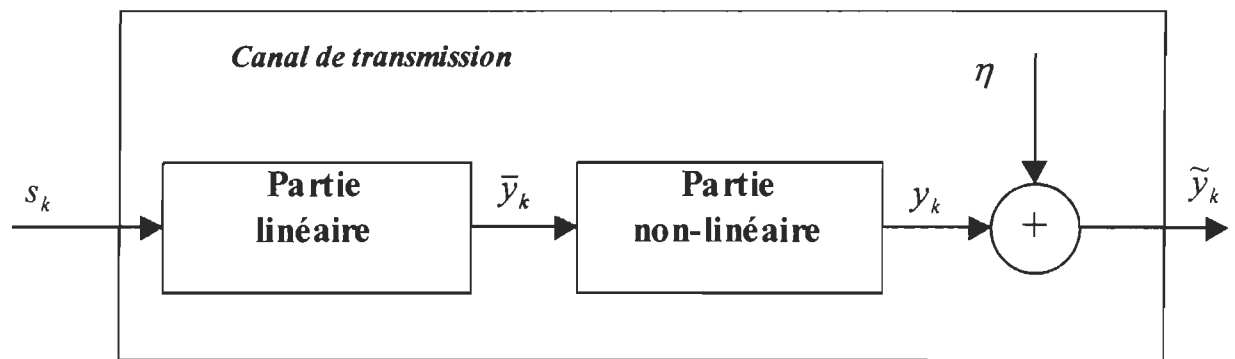 Canal de transmission
η
s_k
Partie
linéaire
ȳ_k
Partie
non-linéaire
y_k
+
ỹ_k